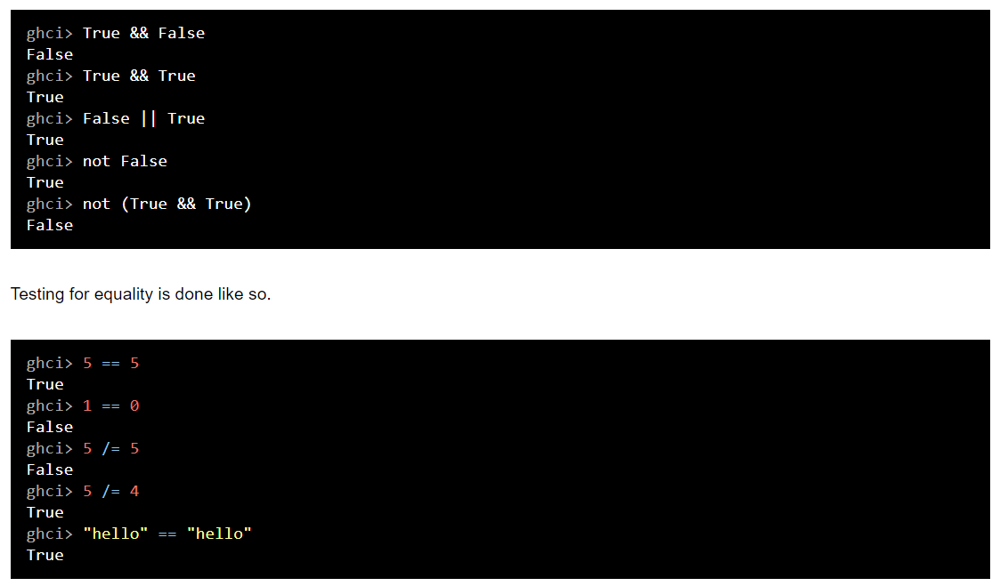 ghci> True && False
False
ghci> True && True
True
ghci> False || True
True
ghci> not False
True
ghci> not (True && True)
False
Testing for equality is done like so.
ghci> 5 == 5
True
ghci> 1 == 0
False
ghci> 5 /= 5
False
ghci> 5 /= 4
True
ghci> "hello" == "hello"
True